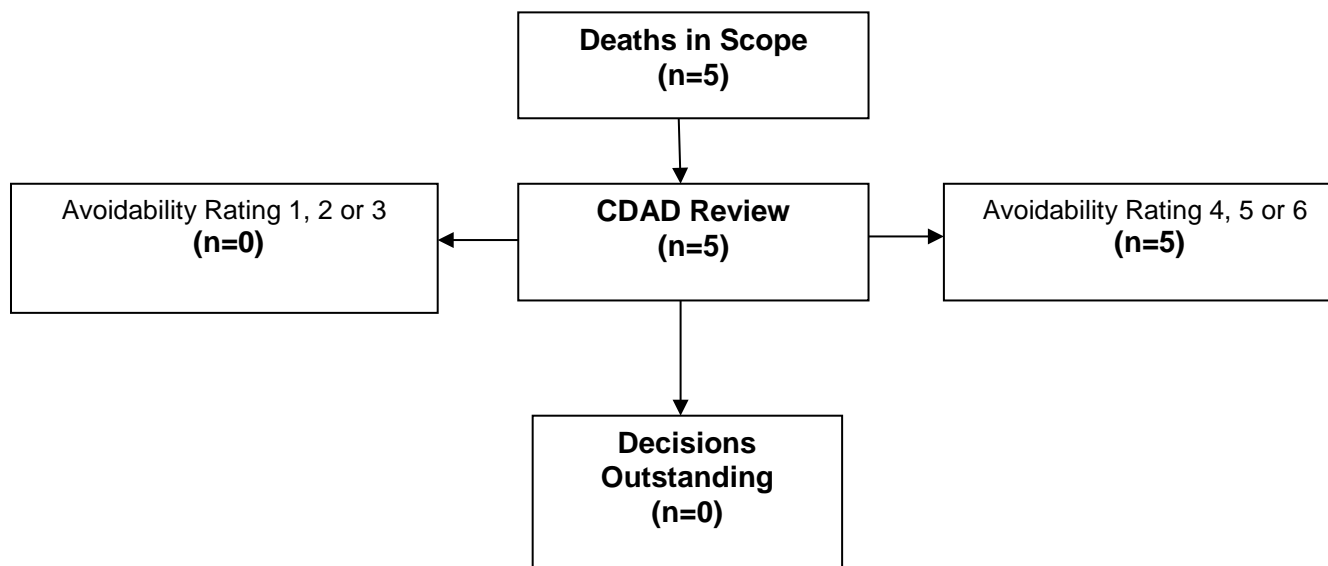 Deaths in Scope
(n=5)
Avoidability Rating 1, 2 or 3
(n=0)
CDAD Review
(n=5)
Avoidability Rating 4, 5 or 6
(n=5)
Decisions
Outstanding
(n=0)